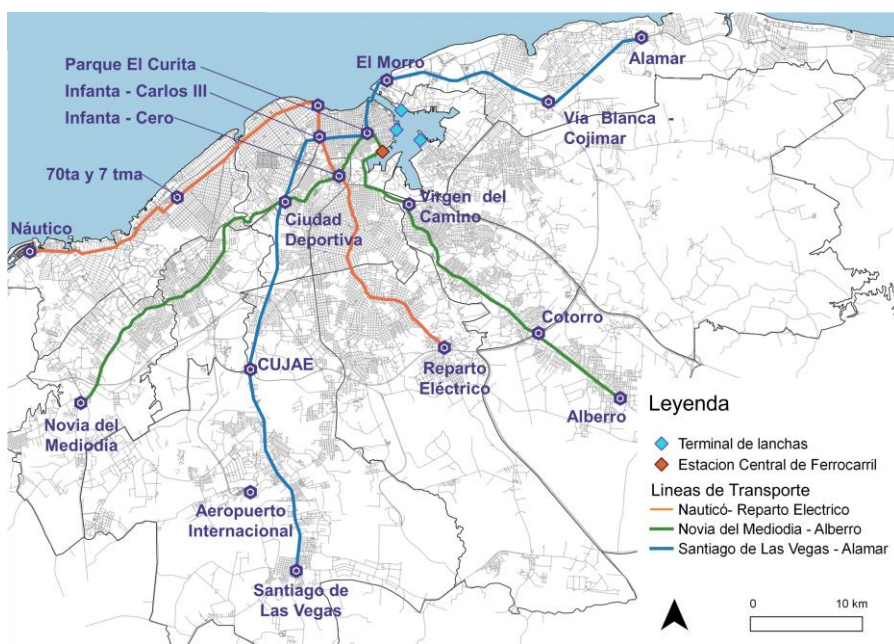 Parque El Curita
Infanta - Carlos III
Infanta - Cero
El Morro
Alamar
Vía Blanca -
Cojimar
70ta y 7 tma
Náutico
Ciudad
Deportiva
Virgen del
Camino
CUJAE
Cotorro
Reparto
Eléctrico
Alberro
Novia del
Mediodia
Aeropuerto
Internacional
Santiago de
Las Vegas
Leyenda
Terminal de lanchas
Estacion Central de Ferrocarril
Lineas de Transporte
Nauticó- Reparto Electrico
Novia del Mediodia - Alberro
Santiago de Las Vegas - Alamar
0 10 km